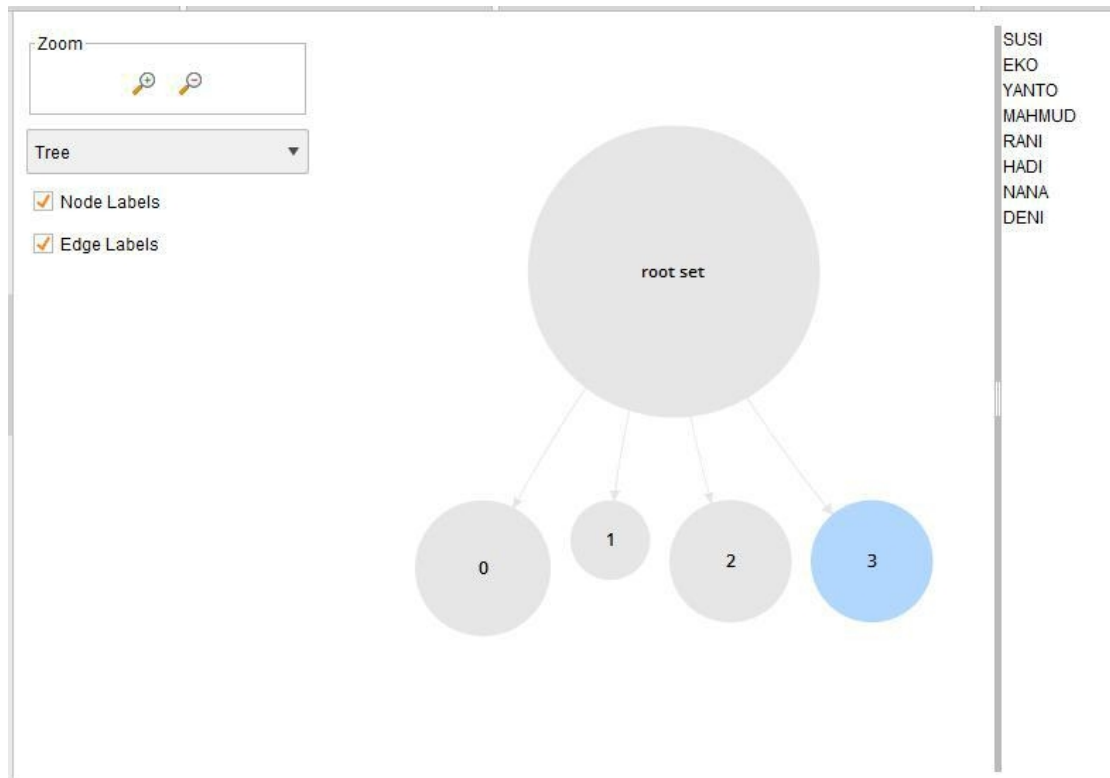 Zoom
Tree
Node Labels
Edge Labels
root set
0
1
2
3
SUSI
EKO
YANTO
MAHMUD
RANI
HADI
NANA
DENI